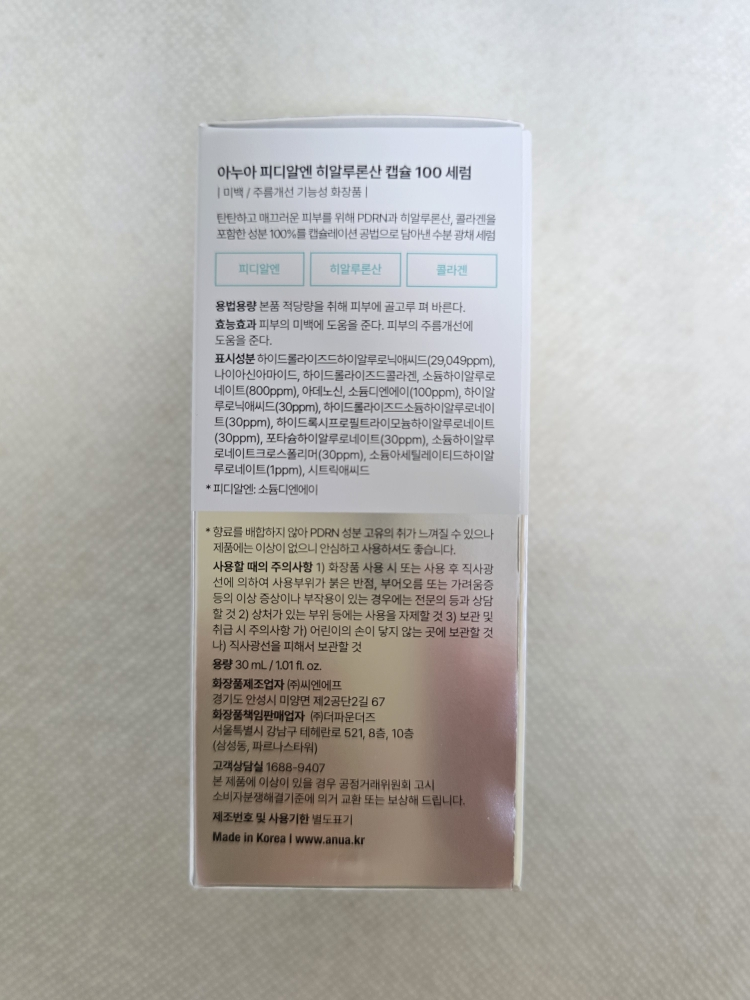 아누아 피디알엔 히알루론산 캡슐 100 세럼
| 미백 / 주름개선 기능성 화장품 |
탄탄하고 매끄러운 피부를 위해 PDRN과 히알루론산, 콜라겐을
포함한 성분 100%를 캡슐레이션 공법으로 담아낸 수분 광채 세럼
피디알엔 히알루론산 콜라겐
용법용량 본품 적당량을 취해 피부에 골고루 펴 바른다.
효능효과 피부의 미백에 도움을 준다. 피부의 주름개선에
도움을 준다.
표시성분 하이드롤라이즈드하이알루로닉애씨드(29,049ppm),
나이아신아마이드, 하이드롤라이즈드콜라겐, 소듐하이알루로
네이트(800ppm), 아데노신, 소듐디엔에이(100ppm), 하이알
루로닉애씨드(30ppm), 하이드롤라이즈드소듐하이알루로네이
트(30ppm), 하이드록시프로필트라이모늄하이알루로네이트
(30ppm), 포타슘하이알루로네이트(30ppm), 소듐하이알루
로네이트크로스폴리머(30ppm), 소듐아세틸레이티드하이알
루로네이트(1ppm), 시트릭애씨드
* 피디알엔: 소듐디엔에이
* 향료를 배합하지 않아 PDRN 성분 고유의 취가 느껴질 수 있으나
제품에는 이상이 없으니 안심하고 사용하셔도 좋습니다.
사용할 때의 주의사항 1) 화장품 사용 시 또는 사용 후 직사광
선에 의하여 사용부위가 붉은 반점, 부어오름 또는 가려움증
등의 이상 증상이나 부작용이 있는 경우에는 전문의 등과 상담
할 것 2) 상처가 있는 부위 등에는 사용을 자제할 것 3) 보관 및
취급 시 주의사항 가) 어린이의 손이 닿지 않는 곳에 보관할 것
나) 직사광선을 피해서 보관할 것
용량 30 mL / 1.01 fl. oz.
화장품제조업자 ㈜씨엔에프
경기도 안성시 미양면 제2공단2길 67
화장품책임판매업자 ㈜더파운더즈
서울특별시 강남구 테헤란로 521, 8층, 10층
(삼성동, 파르나스타워)
고객상담실 1688-9407
본 제품에 이상이 있을 경우 공정거래위원회 고시
소비자분쟁해결기준에 의거 교환 또는 보상해 드립니다.
제조번호 및 사용기한 별도표기
Made in Korea | www.anua.kr